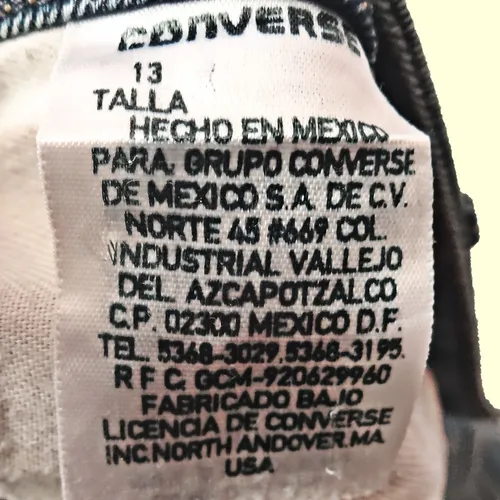 CONVERSE
13
TALLA
HECHO EN MEXICO
PARA: GRUPO CONVERSE
DE MEXICO S.A. DE C.V.
NORTE 45 #669 COL.
INDUSTRIAL VALLEJO
DEL. AZCAPOTZALCO
C.P. 02300 MEXICO D.F.
TEL. 5368-3029, 5368-3195.
R F C. GCM-920629960
FABRICADO BAJO
LICENCIA DE CONVERSE
INC.NORTH ANDOVER.MA
USA